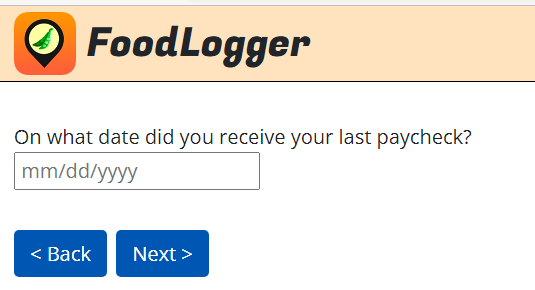 FoodLogger
On what date did you receive your last paycheck?
mm/dd/yyyy
< Back Next >